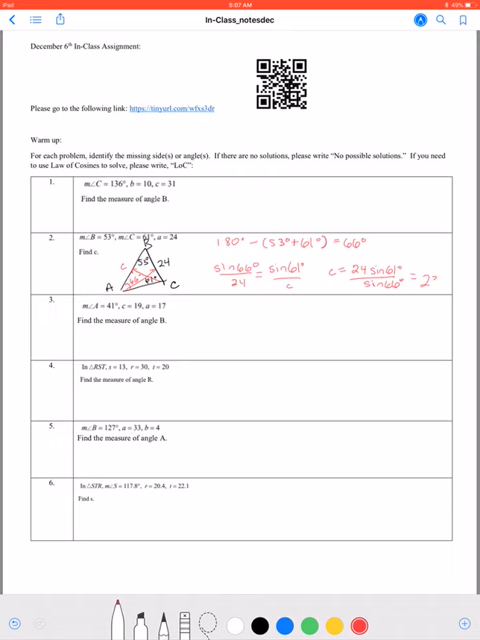 iPad
5:07 AM
49%
In-Class_notesdec
December 6th In-Class Assignment:
Please go to the following link: https://tinyurl.com/wfxs3dr
Warm up:
For each problem, identify the missing side(s) or angle(s). If there are no solutions, please write “No possible solutions.” If you need
to use Law of Cosines to solve, please write, “LoC”:
1.
m∠C = 136°, b = 10, c = 31
Find the measure of angle B.
2.
m∠B = 53°, m∠C = 61°, a = 24
Find c.
B
53°
c
24
66°
61°
A
C
180° - (53° + 61°) = 66°
sin66°/24 = sin61°/c
c = 24 sin61°/sin66° = 2
3.
m∠A = 41°, c = 19, a = 17
Find the measure of angle B.
4.
In △RST, s = 13, r = 30, t = 20
Find the measure of angle R.
5.
m∠B = 127°, a = 33, b = 4
Find the measure of angle A.
6.
In △STR, m∠S = 117.8°, r = 20.4, t = 22.1
Find s.